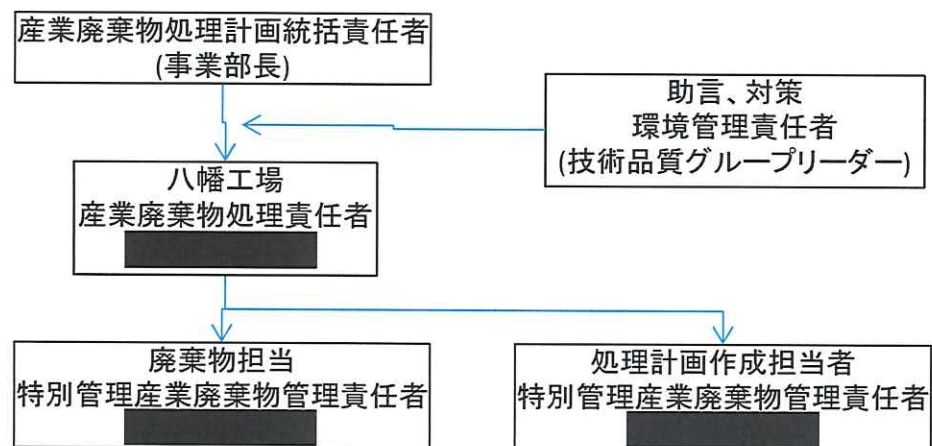 産業廃棄物処理計画統括責任者
(事業部長)
助言、対策
環境管理責任者
(技術品質グループリーダー)
八幡工場
産業廃棄物処理責任者
廃棄物担当
特別管理産業廃棄物管理責任者
処理計画作成担当者
特別管理産業廃棄物管理責任者